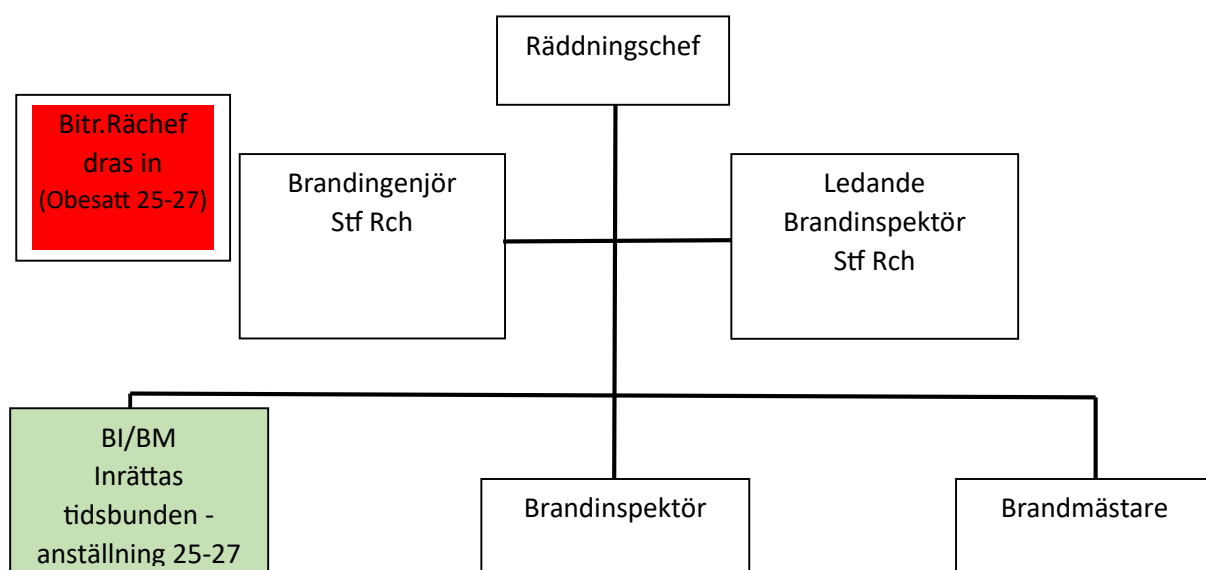 Räddningschef
Bitr.Rächef
dras in
(Obesatt 25-27)
Brandingenjör
Stf Rch
Ledande
Brandinspektör
Stf Rch
BI/BM
Inrättas
tidsbunden -
anställning 25-27
Brandinspektör
Brandmästare